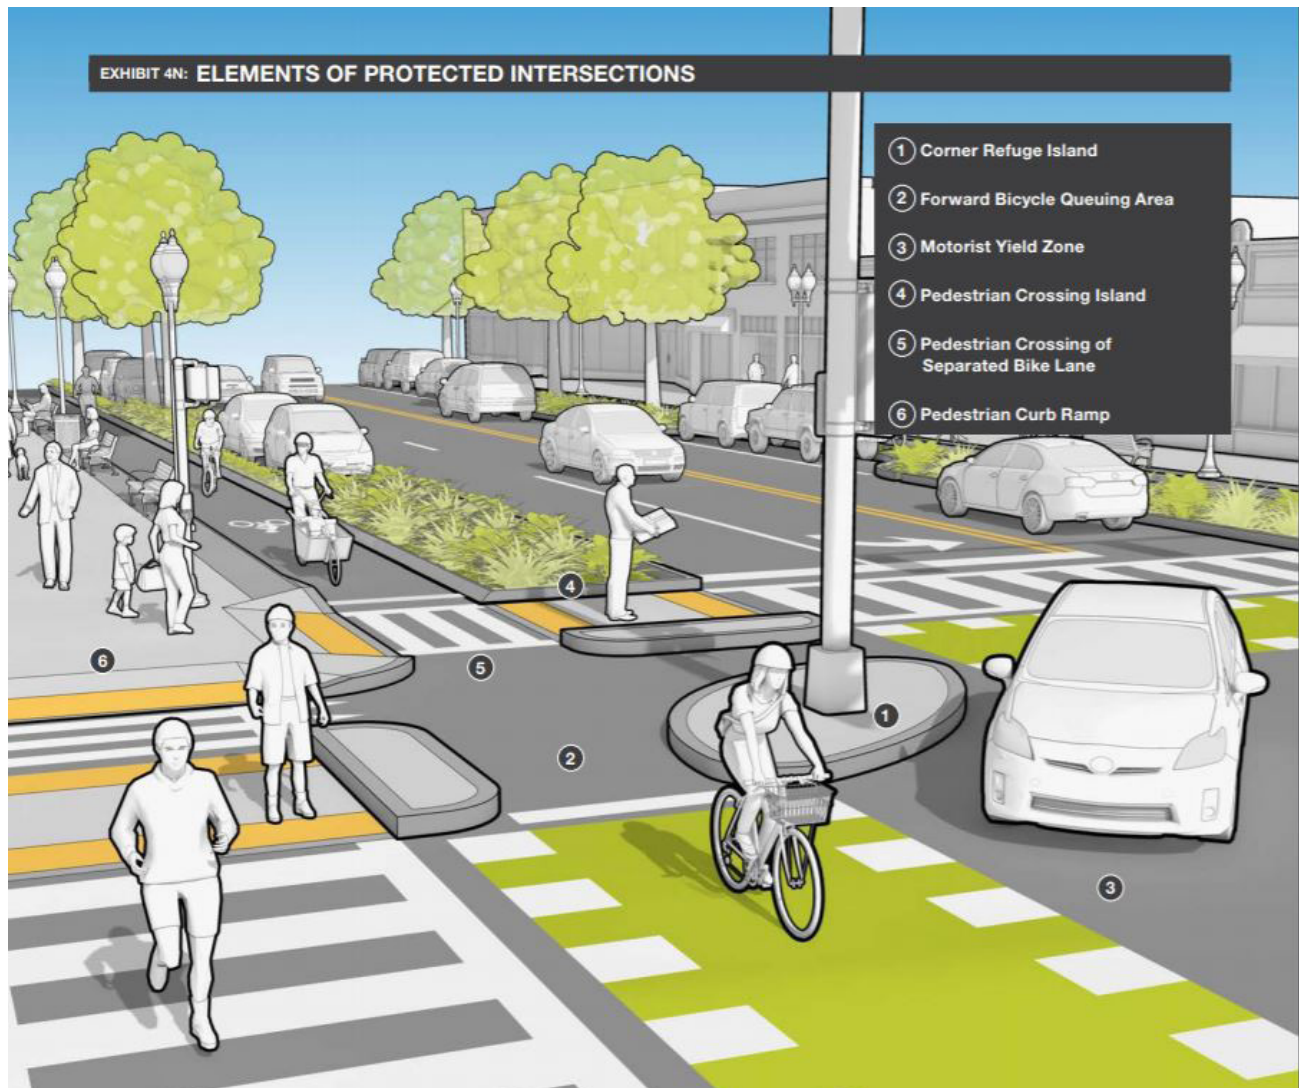 EXHIBIT 4N: ELEMENTS OF PROTECTED INTERSECTIONS
1 Corner Refuge Island
2 Forward Bicycle Queuing Area
3 Motorist Yield Zone
4 Pedestrian Crossing Island
5 Pedestrian Crossing of
Separated Bike Lane
6 Pedestrian Curb Ramp
4
6
5
1
2
3